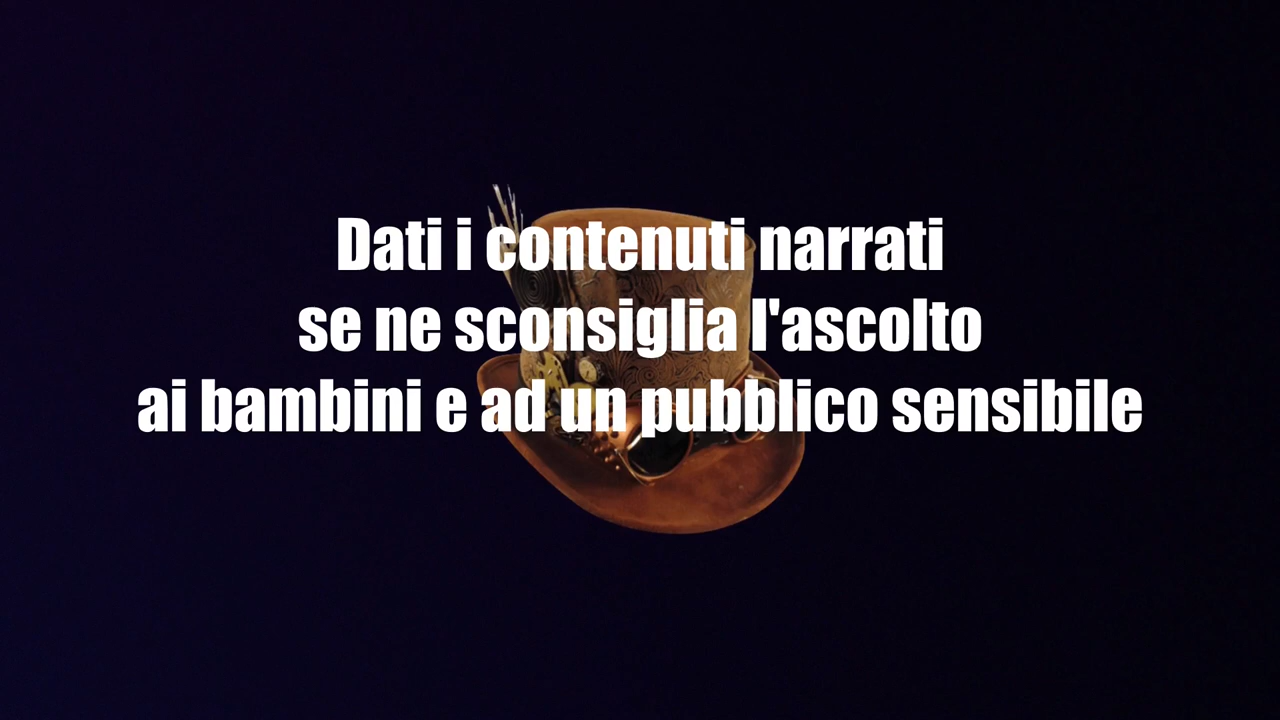 Dati i contenuti narrati
se ne sconsiglia l'ascolto
ai bambini e ad un pubblico sensibile